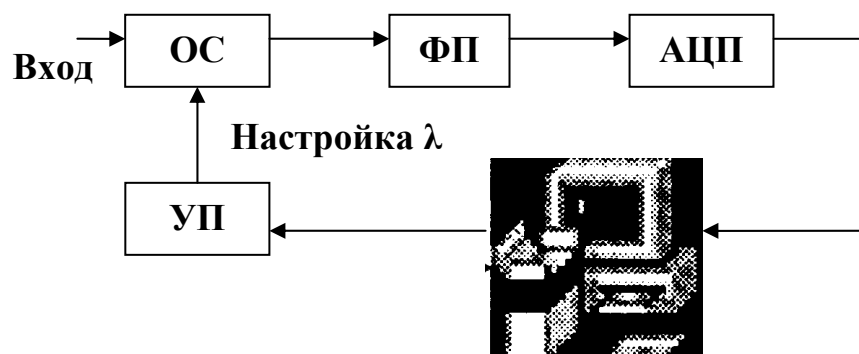 ОС
ФП
АЦП
Вход
Настройка λ
УП